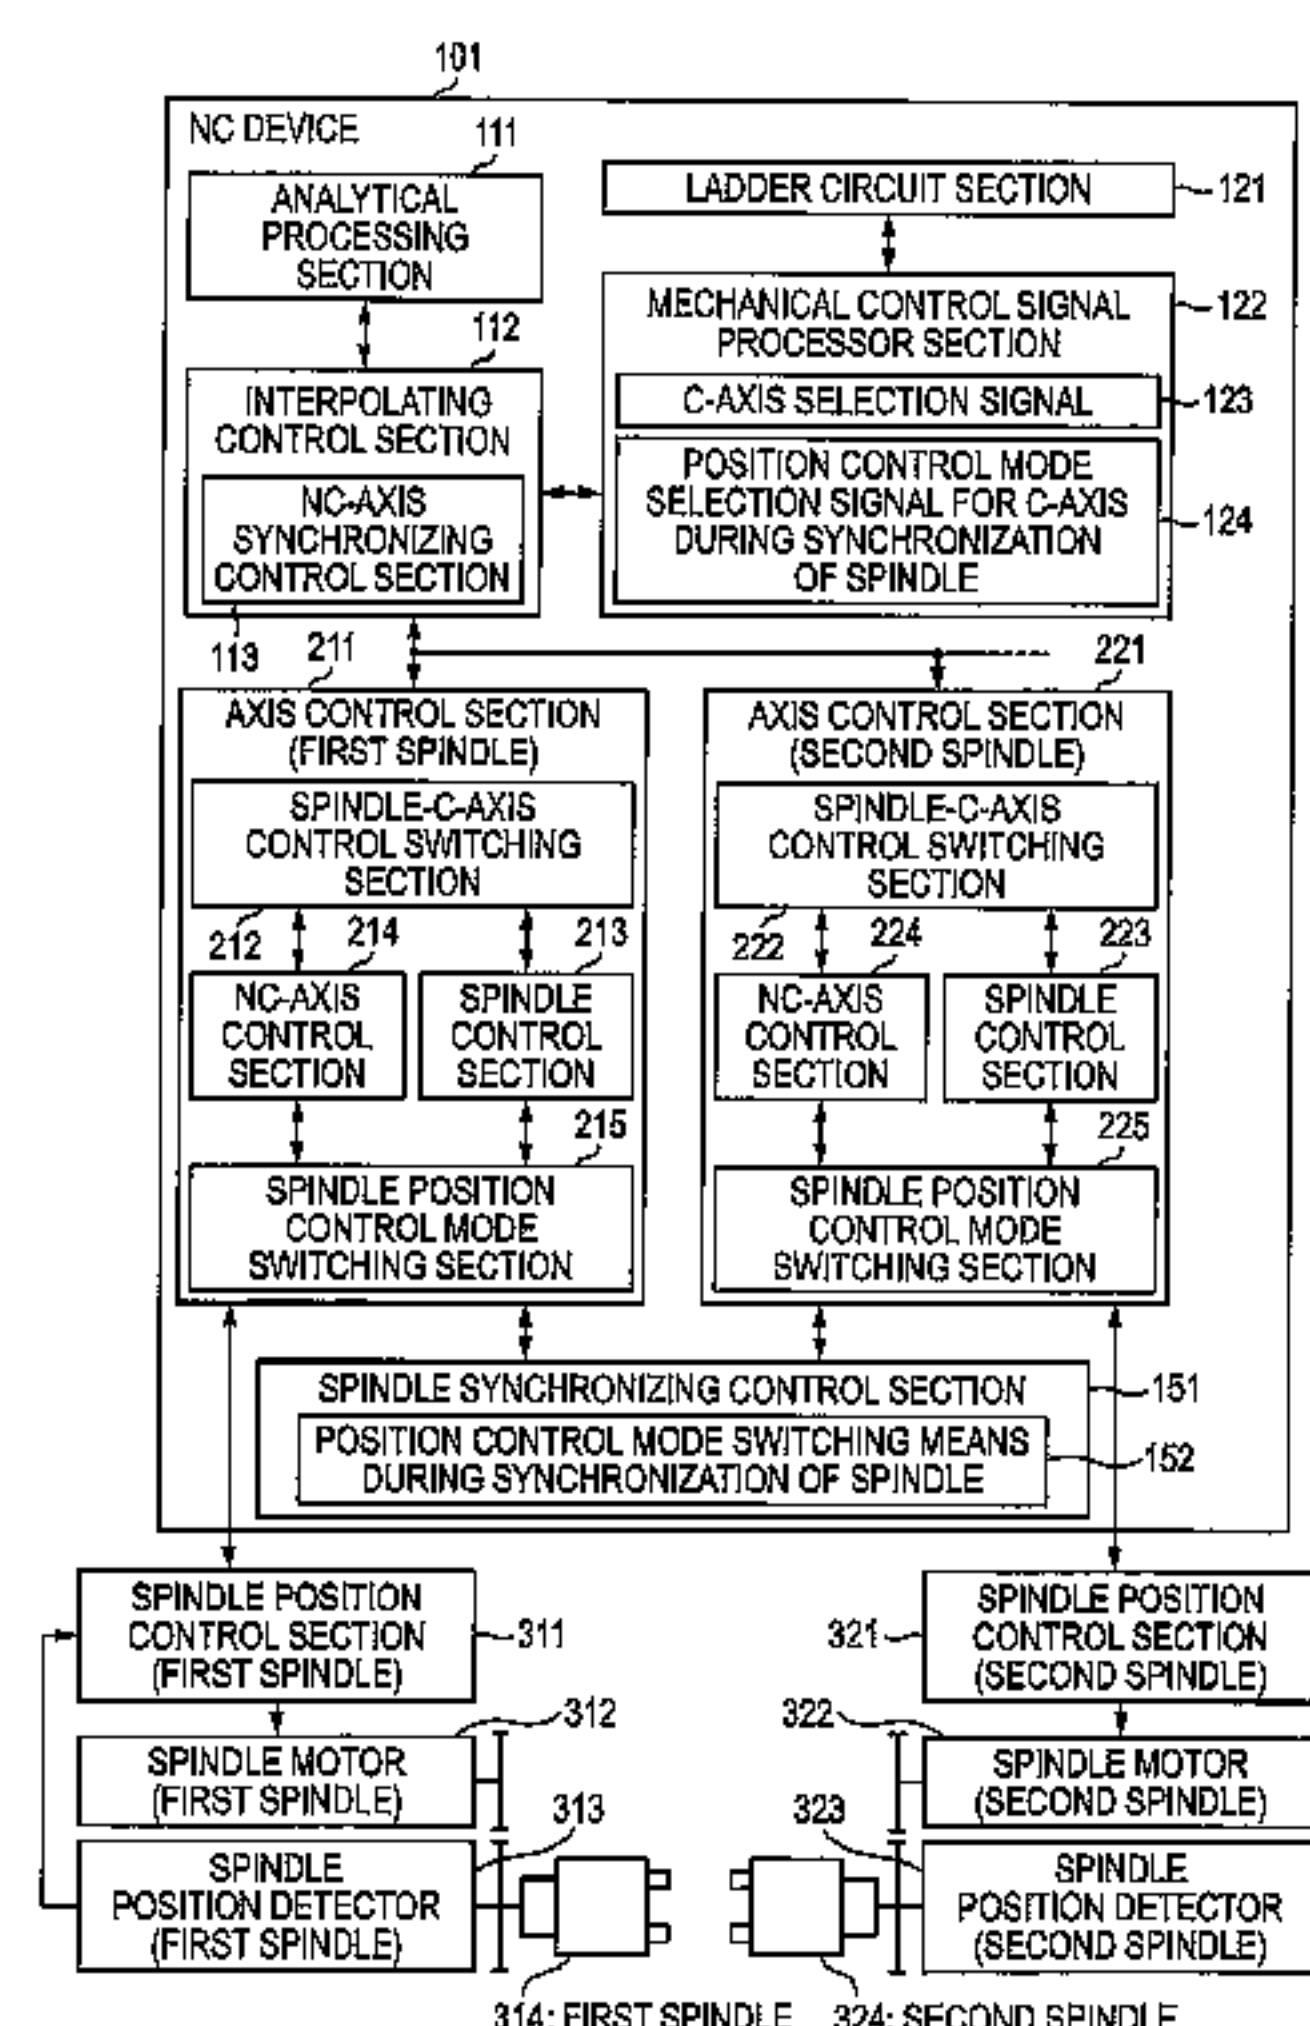 101
NC DEVICE
111
ANALYTICAL
PROCESSING
SECTION
LADDER CIRCUIT SECTION
121
112
INTERPOLATING
CONTROL SECTION
NC-AXIS
SYNCHRONIZING
CONTROL SECTION
113
MECHANICAL CONTROL SIGNAL
PROCESSOR SECTION
122
C-AXIS SELECTION SIGNAL
123
POSITION CONTROL MODE
SELECTION SIGNAL FOR C-AXIS
DURING SYNCHRONIZATION
OF SPINDLE
124
211
AXIS CONTROL SECTION
(FIRST SPINDLE)
SPINDLE-C-AXIS
CONTROL SWITCHING
SECTION
212
214
213
NC-AXIS
CONTROL
SECTION
SPINDLE
CONTROL
SECTION
215
SPINDLE POSITION
CONTROL MODE
SWITCHING SECTION
221
AXIS CONTROL SECTION
(SECOND SPINDLE)
SPINDLE-C-AXIS
CONTROL SWITCHING
SECTION
222
224
223
NC-AXIS
CONTROL
SECTION
SPINDLE
CONTROL
SECTION
225
SPINDLE POSITION
CONTROL MODE
SWITCHING SECTION
SPINDLE SYNCHRONIZING CONTROL SECTION
151
POSITION CONTROL MODE SWITCHING MEANS
DURING SYNCHRONIZATION OF SPINDLE
152
SPINDLE POSITION
CONTROL SECTION
(FIRST SPINDLE)
311
312
SPINDLE MOTOR
(FIRST SPINDLE)
313
SPINDLE
POSITION DETECTOR
(FIRST SPINDLE)
314: FIRST SPINDLE
321
SPINDLE POSITION
CONTROL SECTION
(SECOND SPINDLE)
322
SPINDLE MOTOR
(SECOND SPINDLE)
323
SPINDLE
POSITION DETECTOR
(SECOND SPINDLE)
324: SECOND SPINDLE